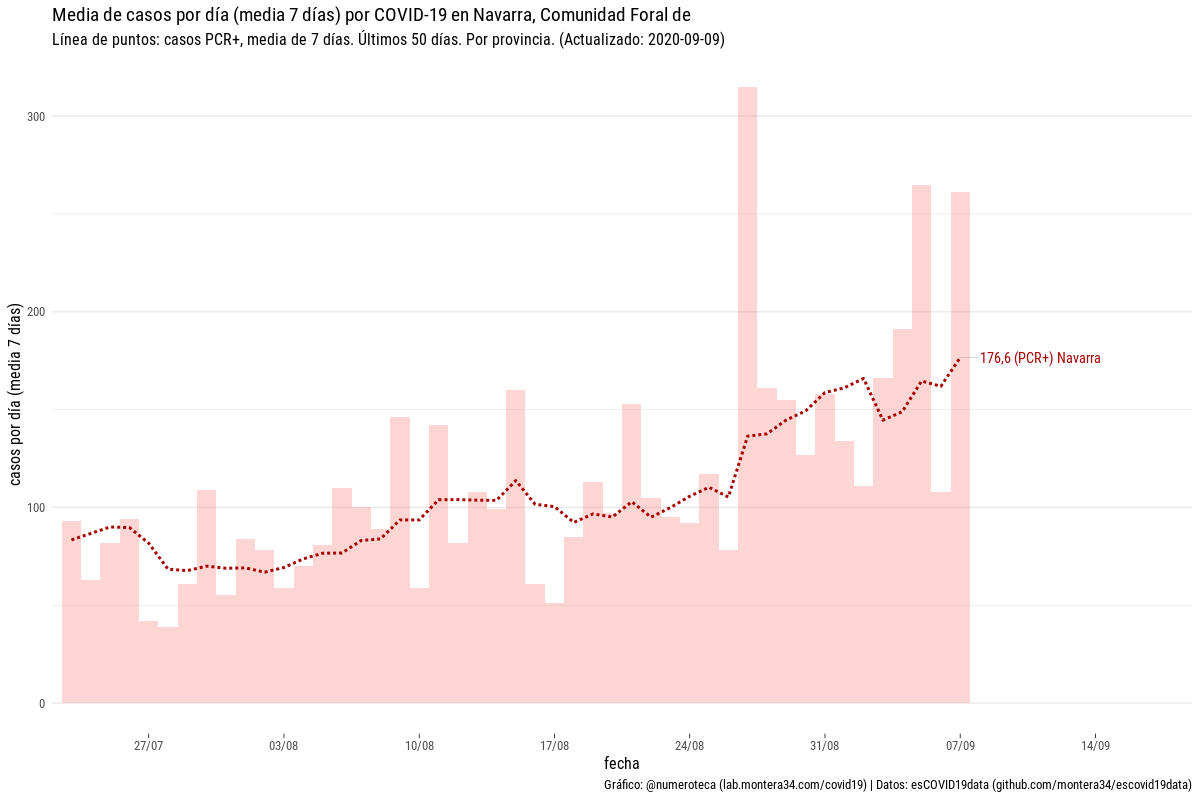 Media de casos por día (media 7 días) por COVID-19 en Navarra, Comunidad Foral de
Línea de puntos: casos PCR+, media de 7 días. Últimos 50 días. Por provincia. (Actualizado: 2020-09-09)
casos por día (media 7 días)
300
200
100
0
176,6 (PCR+) Navarra
27/07
03/08
10/08
17/08
24/08
31/08
07/09
14/09
fecha
Gráfico: @numeroteca (lab.montera34.com/covid19) | Datos: esCOVID19data (github.com/montera34/escovid19data)